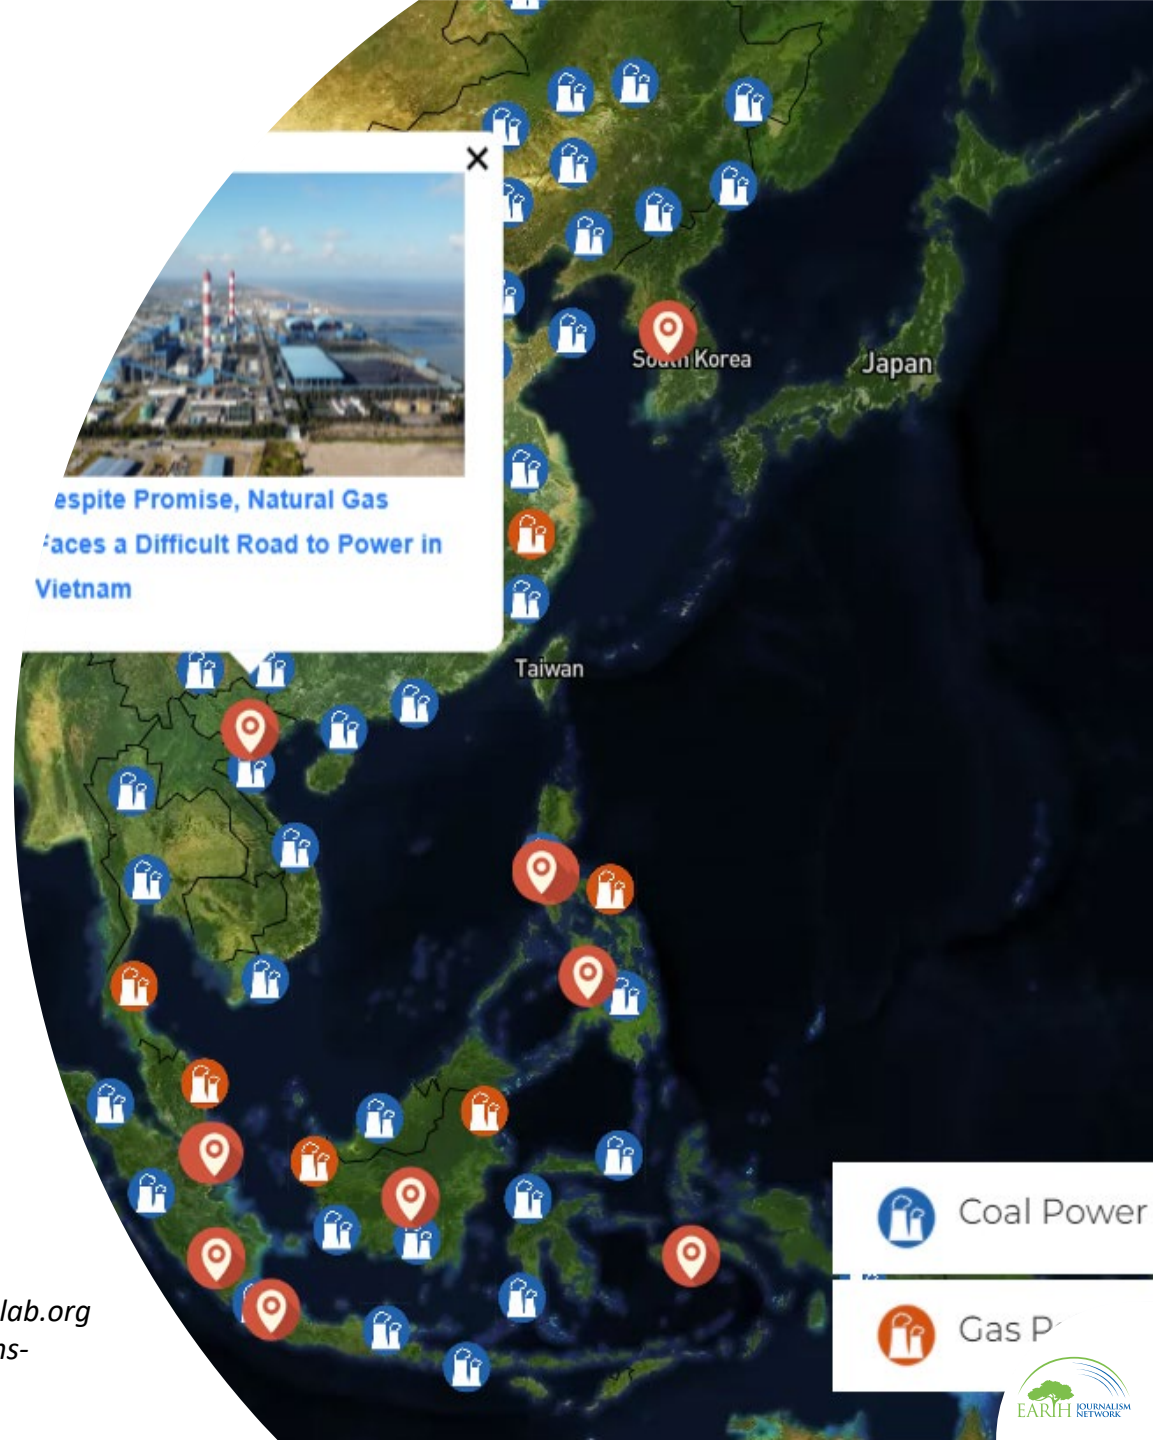 espite Promise, Natural Gas
aces a Difficult Road to Power in
Vietnam
South Korea
Japan
Taiwan
Coal Power
Gas
lab.org
ns-
EARTH JOURNALISM
NETWORK